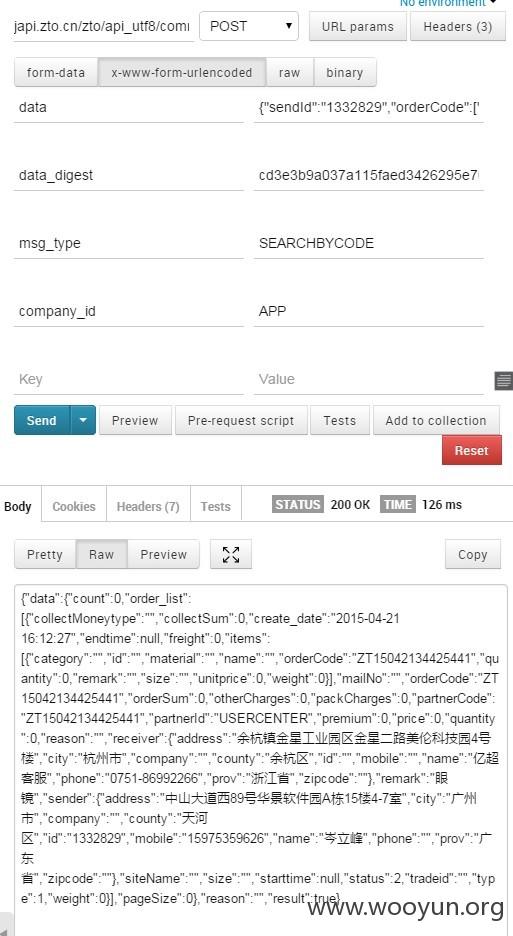 No environment
japi.zto.cn/zto/api_utf8/comm
POST
URL params
Headers (3)
form-data
x-www-form-urlencoded
raw
binary
data
{"sendId":"1332829","orderCode":["
data_digest
cd3e3b9a037a115faed3426295e7
msg_type
SEARCHBYCODE
company_id
APP
Key
Value
Send
Preview
Pre-request script
Tests
Add to collection
Reset
Body
Cookies
Headers (7)
Tests
STATUS 200 OK TIME 126 ms
Pretty
Raw
Preview
Copy
{"data":{"count":0,"order_list":
[{"collectMoneytype":"","collectSum":0,"create_date":"2015-04-21
16:12:27","endtime":null,"freight":0,"items":
[{"category":"","id":"","material":"","name":"","orderCode":"ZT15042134425441","qu
antity":0,"remark":"","size":"","unitprice":0,"weight":0}],"mailNo":"","orderCode":"ZT
15042134425441","orderSum":0,"otherCharges":0,"packCharges":0,"partnerCode":
"ZT15042134425441","partnerId":"USERCENTER","premium":0,"price":0,"quantity
":0,"reason":"","receiver":{"address":"余杭镇金星工业园区金星二路美伦科技园4号
楼","city":"杭州市","company":"","county":"余杭区","id":"","mobile":"","name":"亿超
客服","phone":"0751-86992266","prov":"浙江省","zipcode":""},"remark":"眼
镜","sender":{"address":"中山大道西89号华景软件园A栋15楼4-7室","city":"广州
市","company":"","county":"天河
区","id":"1332829","mobile":"15975359626","name":"岑立峰","phone":"","prov":"广
东
省","zipcode":""},"siteName":"","size":"","starttime":null,"status":2,"tradeid":"","typ
e":1,"weight":0}],"pageSize":0},"reason":"","result":true}
www.wooyun.org